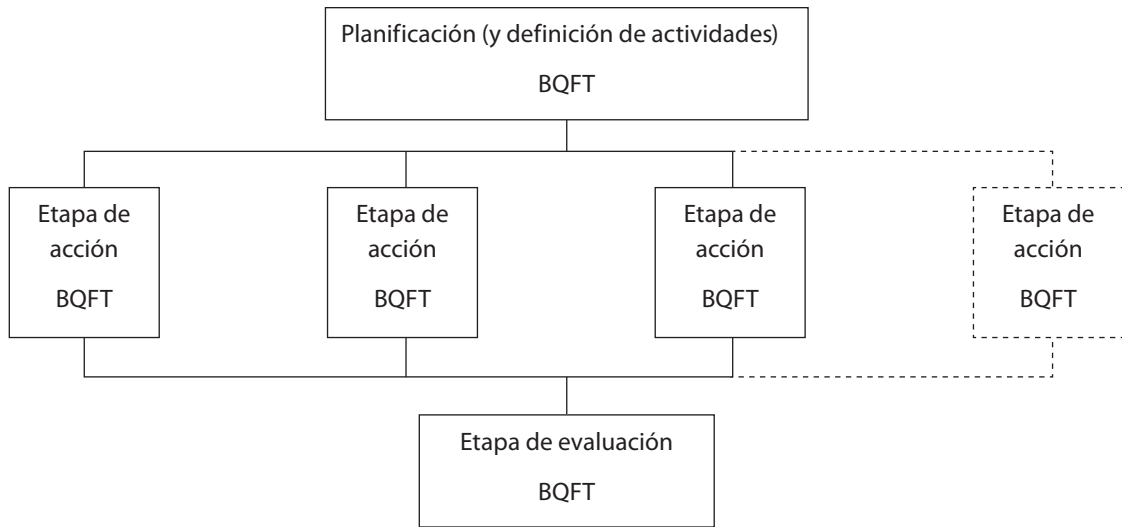 Planificación (y definición de actividades)
BQFT
Etapa de
acción
BQFT
Etapa de
acción
BQFT
Etapa de
acción
BQFT
Etapa de
acción
BQFT
Etapa de evaluación
BQFT